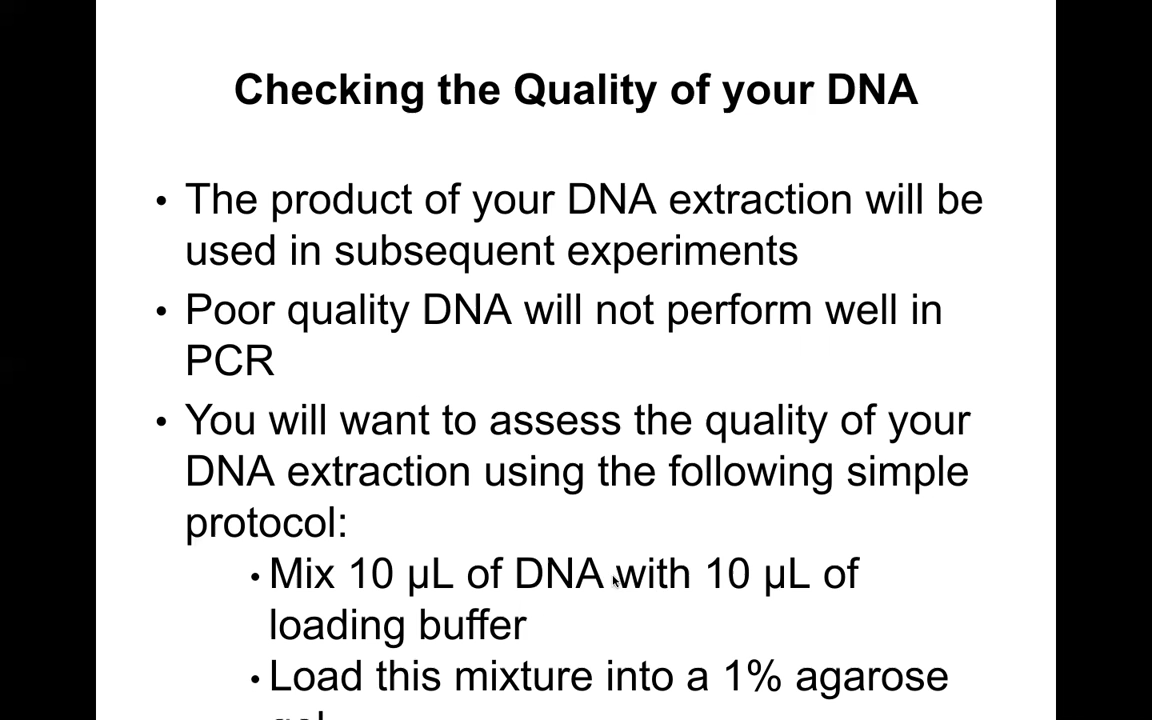 Checking the Quality of your DNA
• The product of your DNA extraction will be
used in subsequent experiments
• Poor quality DNA will not perform well in
PCR
• You will want to assess the quality of your
DNA extraction using the following simple
protocol:
• Mix 10 µL of DNA with 10 µL of
loading buffer
• Load this mixture into a 1% agarose
gel